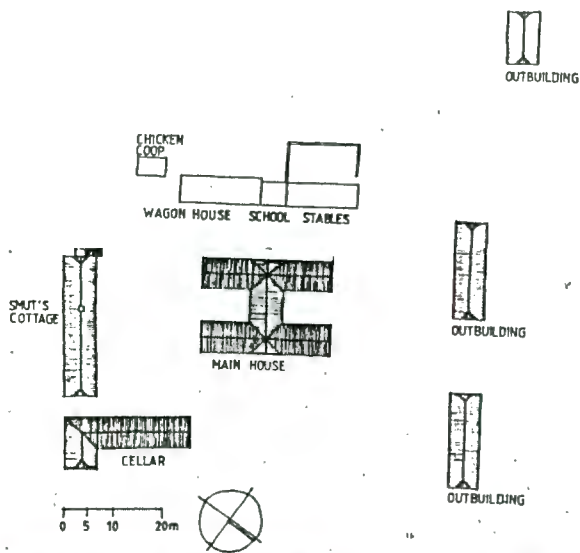 OUTBUILDING
CHICKEN
COOP
WAGON HOUSE SCHOOL STABLES
SMUT'S
COTTAGE
OUTBUILDING
MAIN HOUSE
CELLAR
OUTBUILDING
0 5 10 20m